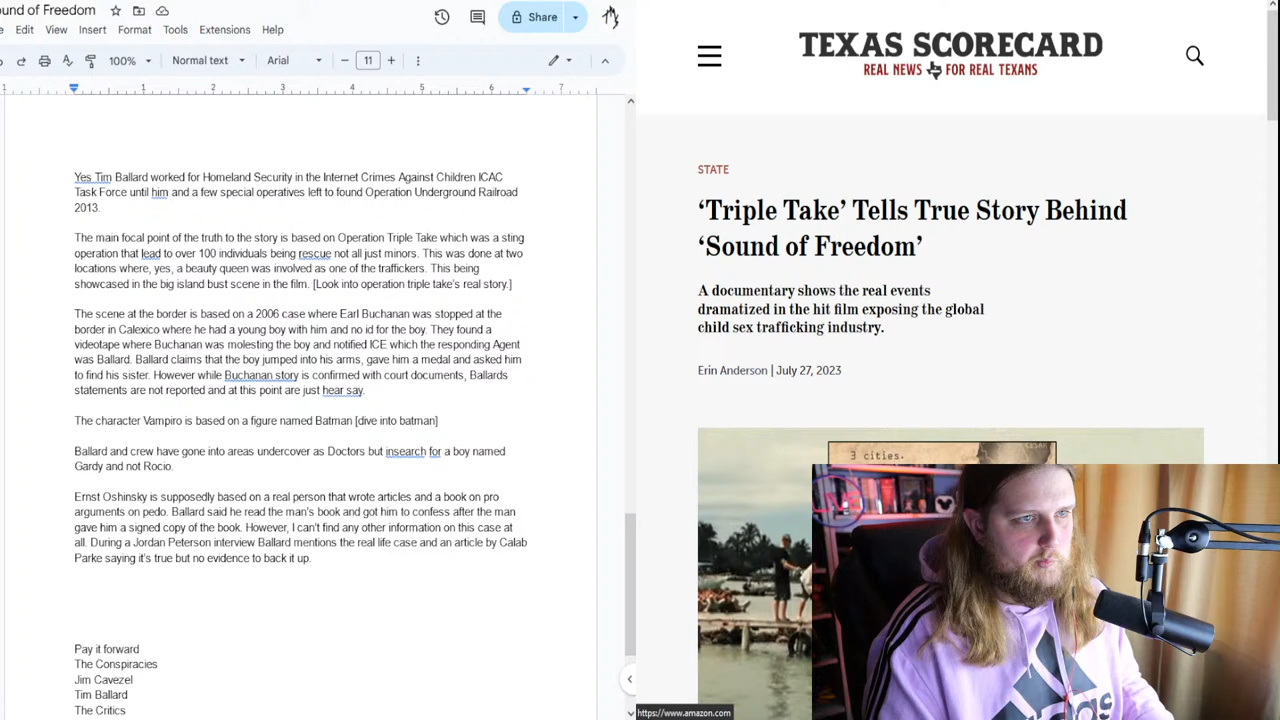 ound of Freedom
Share
Edit View Insert Format Tools Extensions Help
100% Normal text Arial 11
1 1 2 3 4 5 6 7
Yes Tim Ballard worked for Homeland Security in the Internet Crimes Against Children ICAC
Task Force until him and a few special operatives left to found Operation Underground Railroad
2013.
The main focal point of the truth to the story is based on Operation Triple Take which was a sting
operation that lead to over 100 individuals being rescue not all just minors. This was done at two
locations where, yes, a beauty queen was involved as one of the traffickers. This being
showcased in the big island bust scene in the film. [Look into operation triple take's real story.]
The scene at the border is based on a 2006 case where Earl Buchanan was stopped at the
border in Calexico where he had a young boy with him and no id for the boy. They found a
videotape where Buchanan was molesting the boy and notified ICE which the responding Agent
was Ballard. Ballard claims that the boy jumped into his arms, gave him a medal and asked him
to find his sister. However while Buchanan story is confirmed with court documents, Ballards
statements are not reported and at this point are just hear say.
The character Vampiro is based on a figure named Batman [dive into batman]
Ballard and crew have gone into areas undercover as Doctors but insearch for a boy named
Gardy and not Rocio.
Ernst Oshinsky is supposedly based on a real person that wrote articles and a book on pro
arguments on pedo. Ballard said he read the man's book and got him to confess after the man
gave him a signed copy of the book. However, I can't find any other information on this case at
all. During a Jordan Peterson interview Ballard mentions the real life case and an article by Calab
Parke saying it's true but no evidence to back it up.
Pay it forward
The Conspiracies
Jim Cavezel
Tim Ballard
The Critics
TEXAS SCORECARD
REAL NEWS FOR REAL TEXANS
STATE
‘Triple Take’ Tells True Story Behind
‘Sound of Freedom’
A documentary shows the real events
dramatized in the hit film exposing the global
child sex trafficking industry.
Erin Anderson | July 27, 2023
3 cities.
https://www.amazon.com